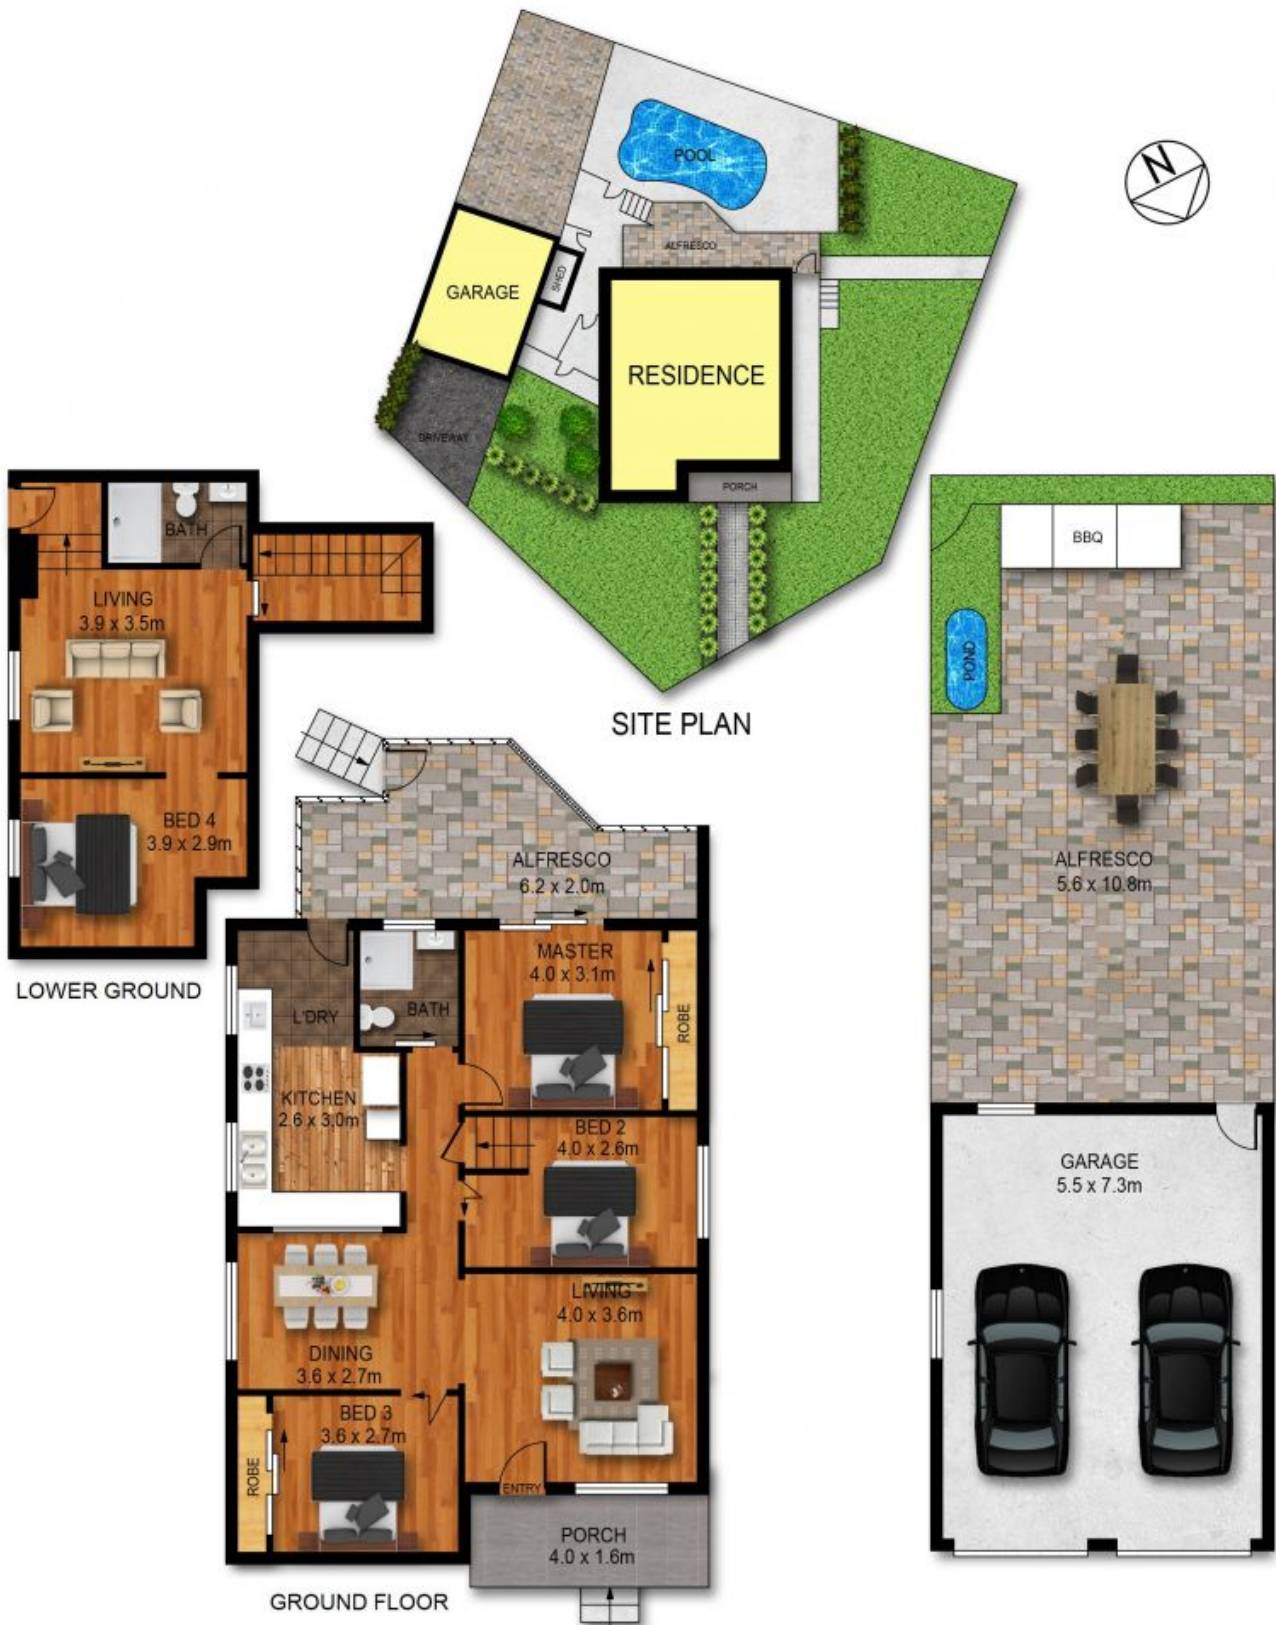 POOL
N
ALFRESCO
SHED
GARAGE
RESIDENCE
DRIVEWAY
PORCH
SITE PLAN
BATH
LIVING
3.9 x 3.5m
BED 4
3.9 x 2.9m
LOWER GROUND
BBQ
POND
ALFRESCO
5.6 x 10.8m
GARAGE
5.5 x 7.3m
ALFRESCO
6.2 x 2.0m
MASTER
4.0 x 3.1m
ROBE
L'DRY
BATH
KITCHEN
2.6 x 3.0m
BED 2
4.0 x 2.6m
LIVING
4.0 x 3.6m
DINING
3.6 x 2.7m
BED 3
3.6 x 2.7m
ROBE
ENTRY
PORCH
4.0 x 1.6m
GROUND FLOOR